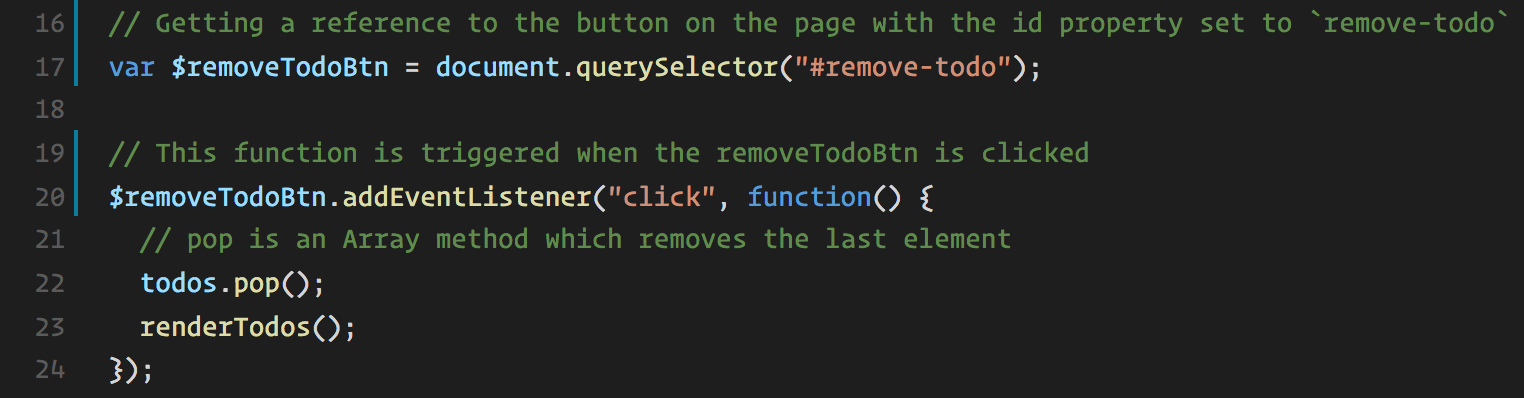 16 // Getting a reference to the button on the page with the id property set to `remove-todo`
17 var $removeTodoBtn = document.querySelector("#remove-todo");
18
19 // This function is triggered when the removeTodoBtn is clicked
20 $removeTodoBtn.addEventListener("click", function() {
21   // pop is an Array method which removes the last element
22   todos.pop();
23   renderTodos();
24 });